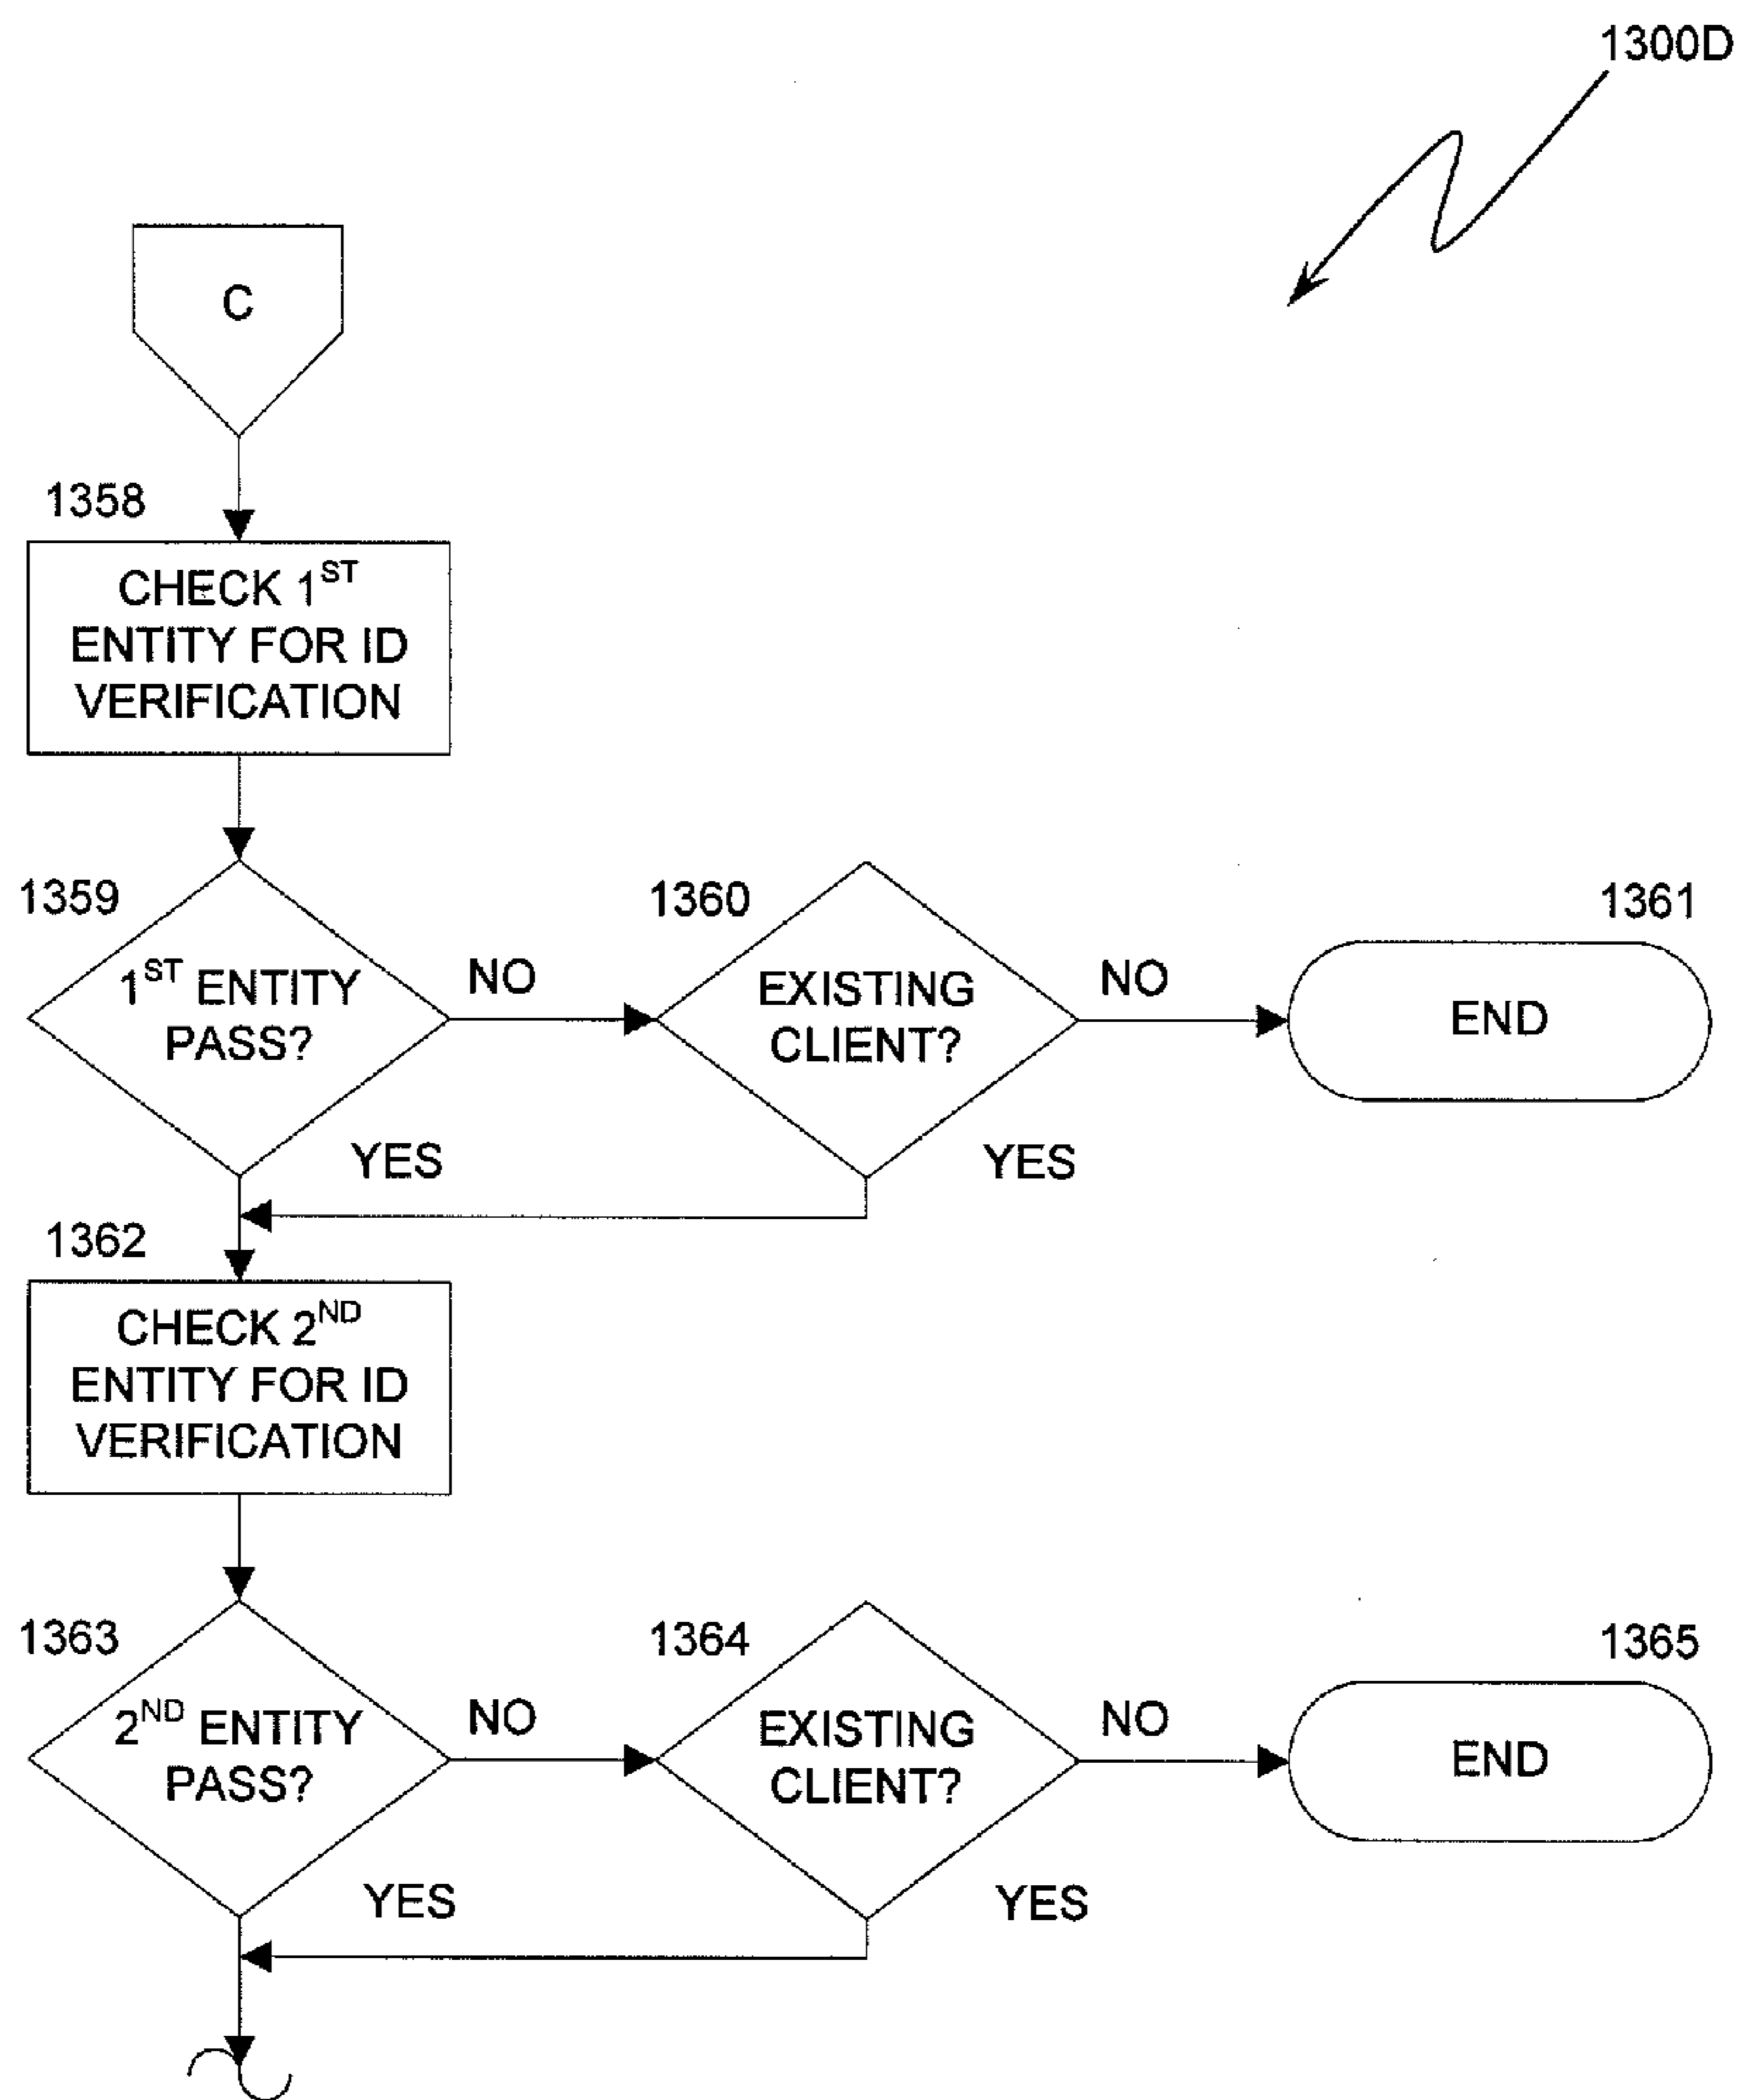 1300D
C
1358
CHECK 1ST
ENTITY FOR ID
VERIFICATION
1359
1ST ENTITY
PASS?
NO
YES
1360
EXISTING
CLIENT?
NO
YES
1361
END
1362
CHECK 2ND
ENTITY FOR ID
VERIFICATION
1363
2ND ENTITY
PASS?
NO
YES
1364
EXISTING
CLIENT?
NO
YES
1365
END